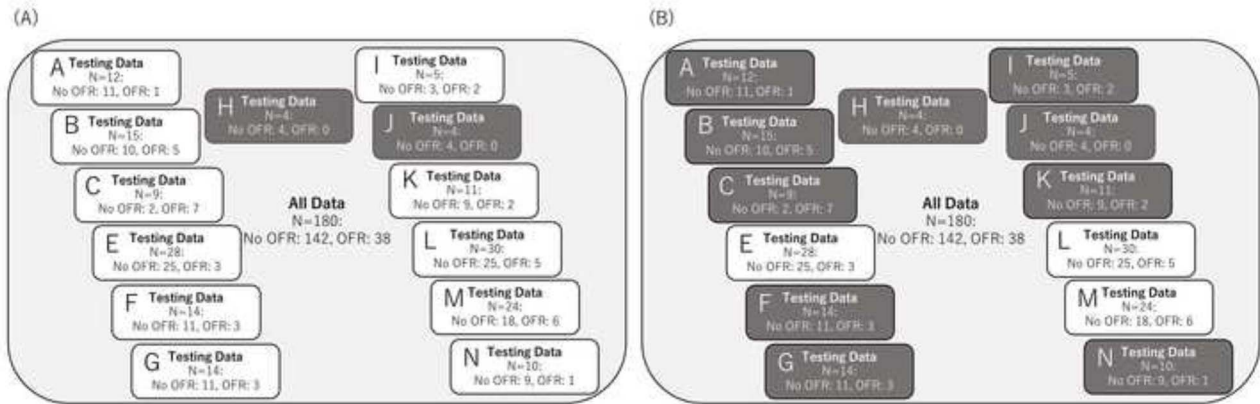 (A)
A Testing Data
N=12:
No OFR: 11, OFR: 1
B Testing Data
N=15:
No OFR: 10, OFR: 5
C Testing Data
N=9:
No OFR: 2, OFR: 7
E Testing Data
N=28:
No OFR: 25, OFR: 3
F Testing Data
N=14:
No OFR: 11, OFR: 3
G Testing Data
N=14:
No OFR: 11, OFR: 3
H Testing Data
N=4:
No OFR: 4, OFR: 0
All Data
N=180:
No OFR: 142, OFR: 38
I Testing Data
N=5:
No OFR: 3, OFR: 2
J Testing Data
N=4:
No OFR: 4, OFR: 0
K Testing Data
N=11:
No OFR: 9, OFR: 2
L Testing Data
N=30:
No OFR: 25, OFR: 5
M Testing Data
N=24:
No OFR: 18, OFR: 6
N Testing Data
N=10:
No OFR: 9, OFR: 1
(B)
A Testing Data
N=12:
No OFR: 11, OFR: 1
B Testing Data
N=15:
No OFR: 10, OFR: 5
C Testing Data
N=9:
No OFR: 2, OFR: 7
E Testing Data
N=28:
No OFR: 25, OFR: 3
F Testing Data
N=14:
No OFR: 11, OFR: 3
G Testing Data
N=14:
No OFR: 11, OFR: 3
H Testing Data
N=4:
No OFR: 4, OFR: 0
All Data
N=180:
No OFR: 142, OFR: 38
I Testing Data
N=5:
No OFR: 3, OFR: 2
J Testing Data
N=4:
No OFR: 4, OFR: 0
K Testing Data
N=11:
No OFR: 9, OFR: 2
L Testing Data
N=30:
No OFR: 25, OFR: 5
M Testing Data
N=24:
No OFR: 18, OFR: 6
N Testing Data
N=10:
No OFR: 9, OFR: 1